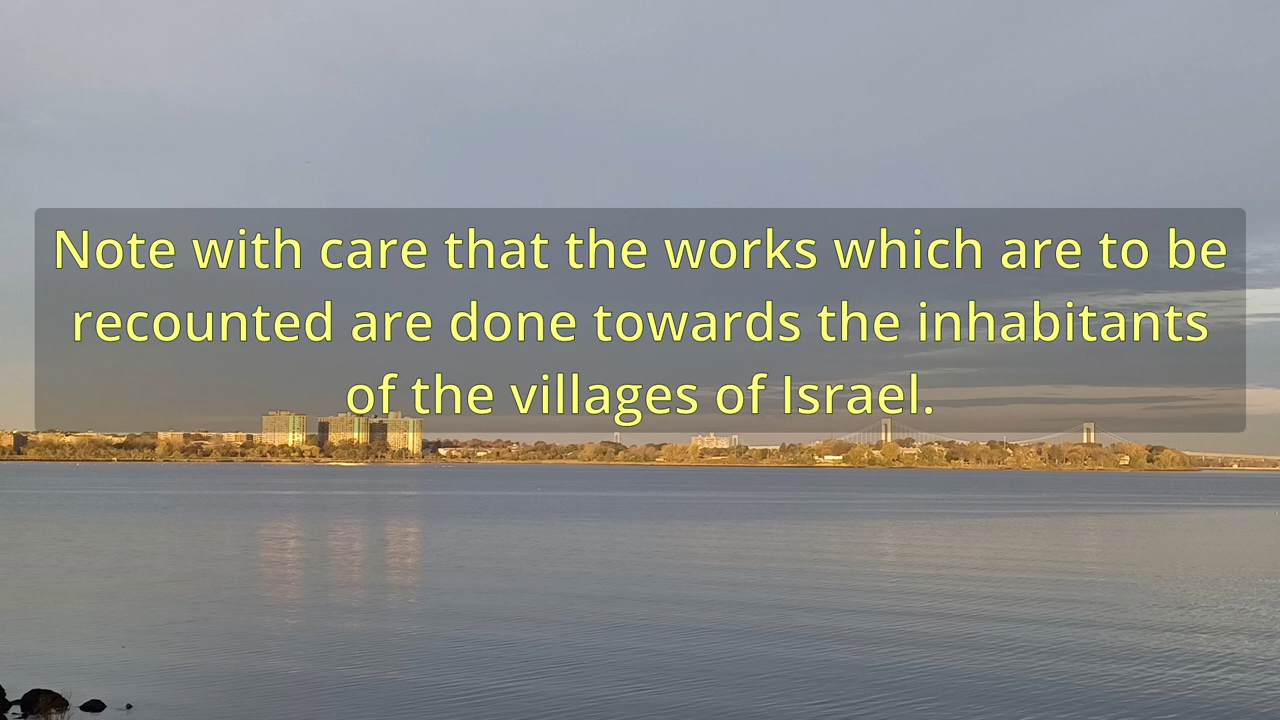 Note with care that the works which are to be
recounted are done towards the inhabitants
of the villages of Israel.